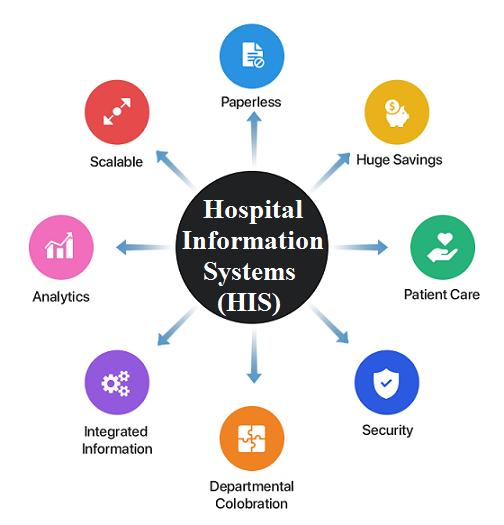 Paperless
Scalable
Huge Savings
Hospital
Information
Systems
(HIS)
Analytics
Patient Care
Integrated
Information
Security
Departmental
Colobration
$